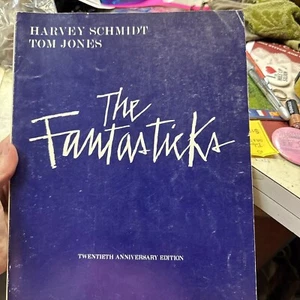 HARVEY SCHMIDT
TOM JONES
The
Fantasticks
TWENTIETH ANNIVERSARY EDITION